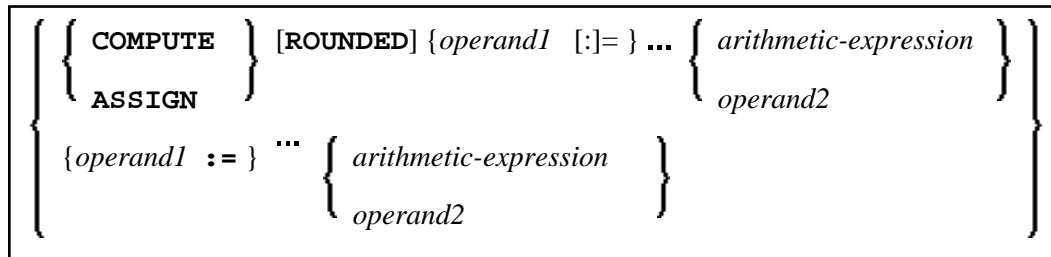 COMPUTE [ROUNDED] {operand1 [:]= } ... arithmetic-expression
ASSIGN operand2
{operand1 := } ... arithmetic-expression
operand2